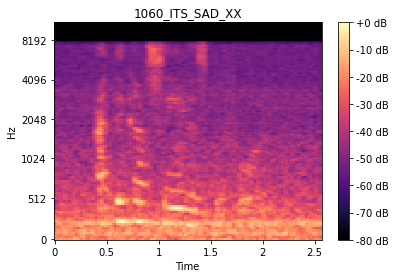 1060_ITS_SAD_XX
Hz
8192
4096
2048
1024
512
0
0
0.5
1
1.5
2
2.5
Time
+0 dB
-10 dB
-20 dB
-30 dB
-40 dB
-50 dB
-60 dB
-70 dB
-80 dB